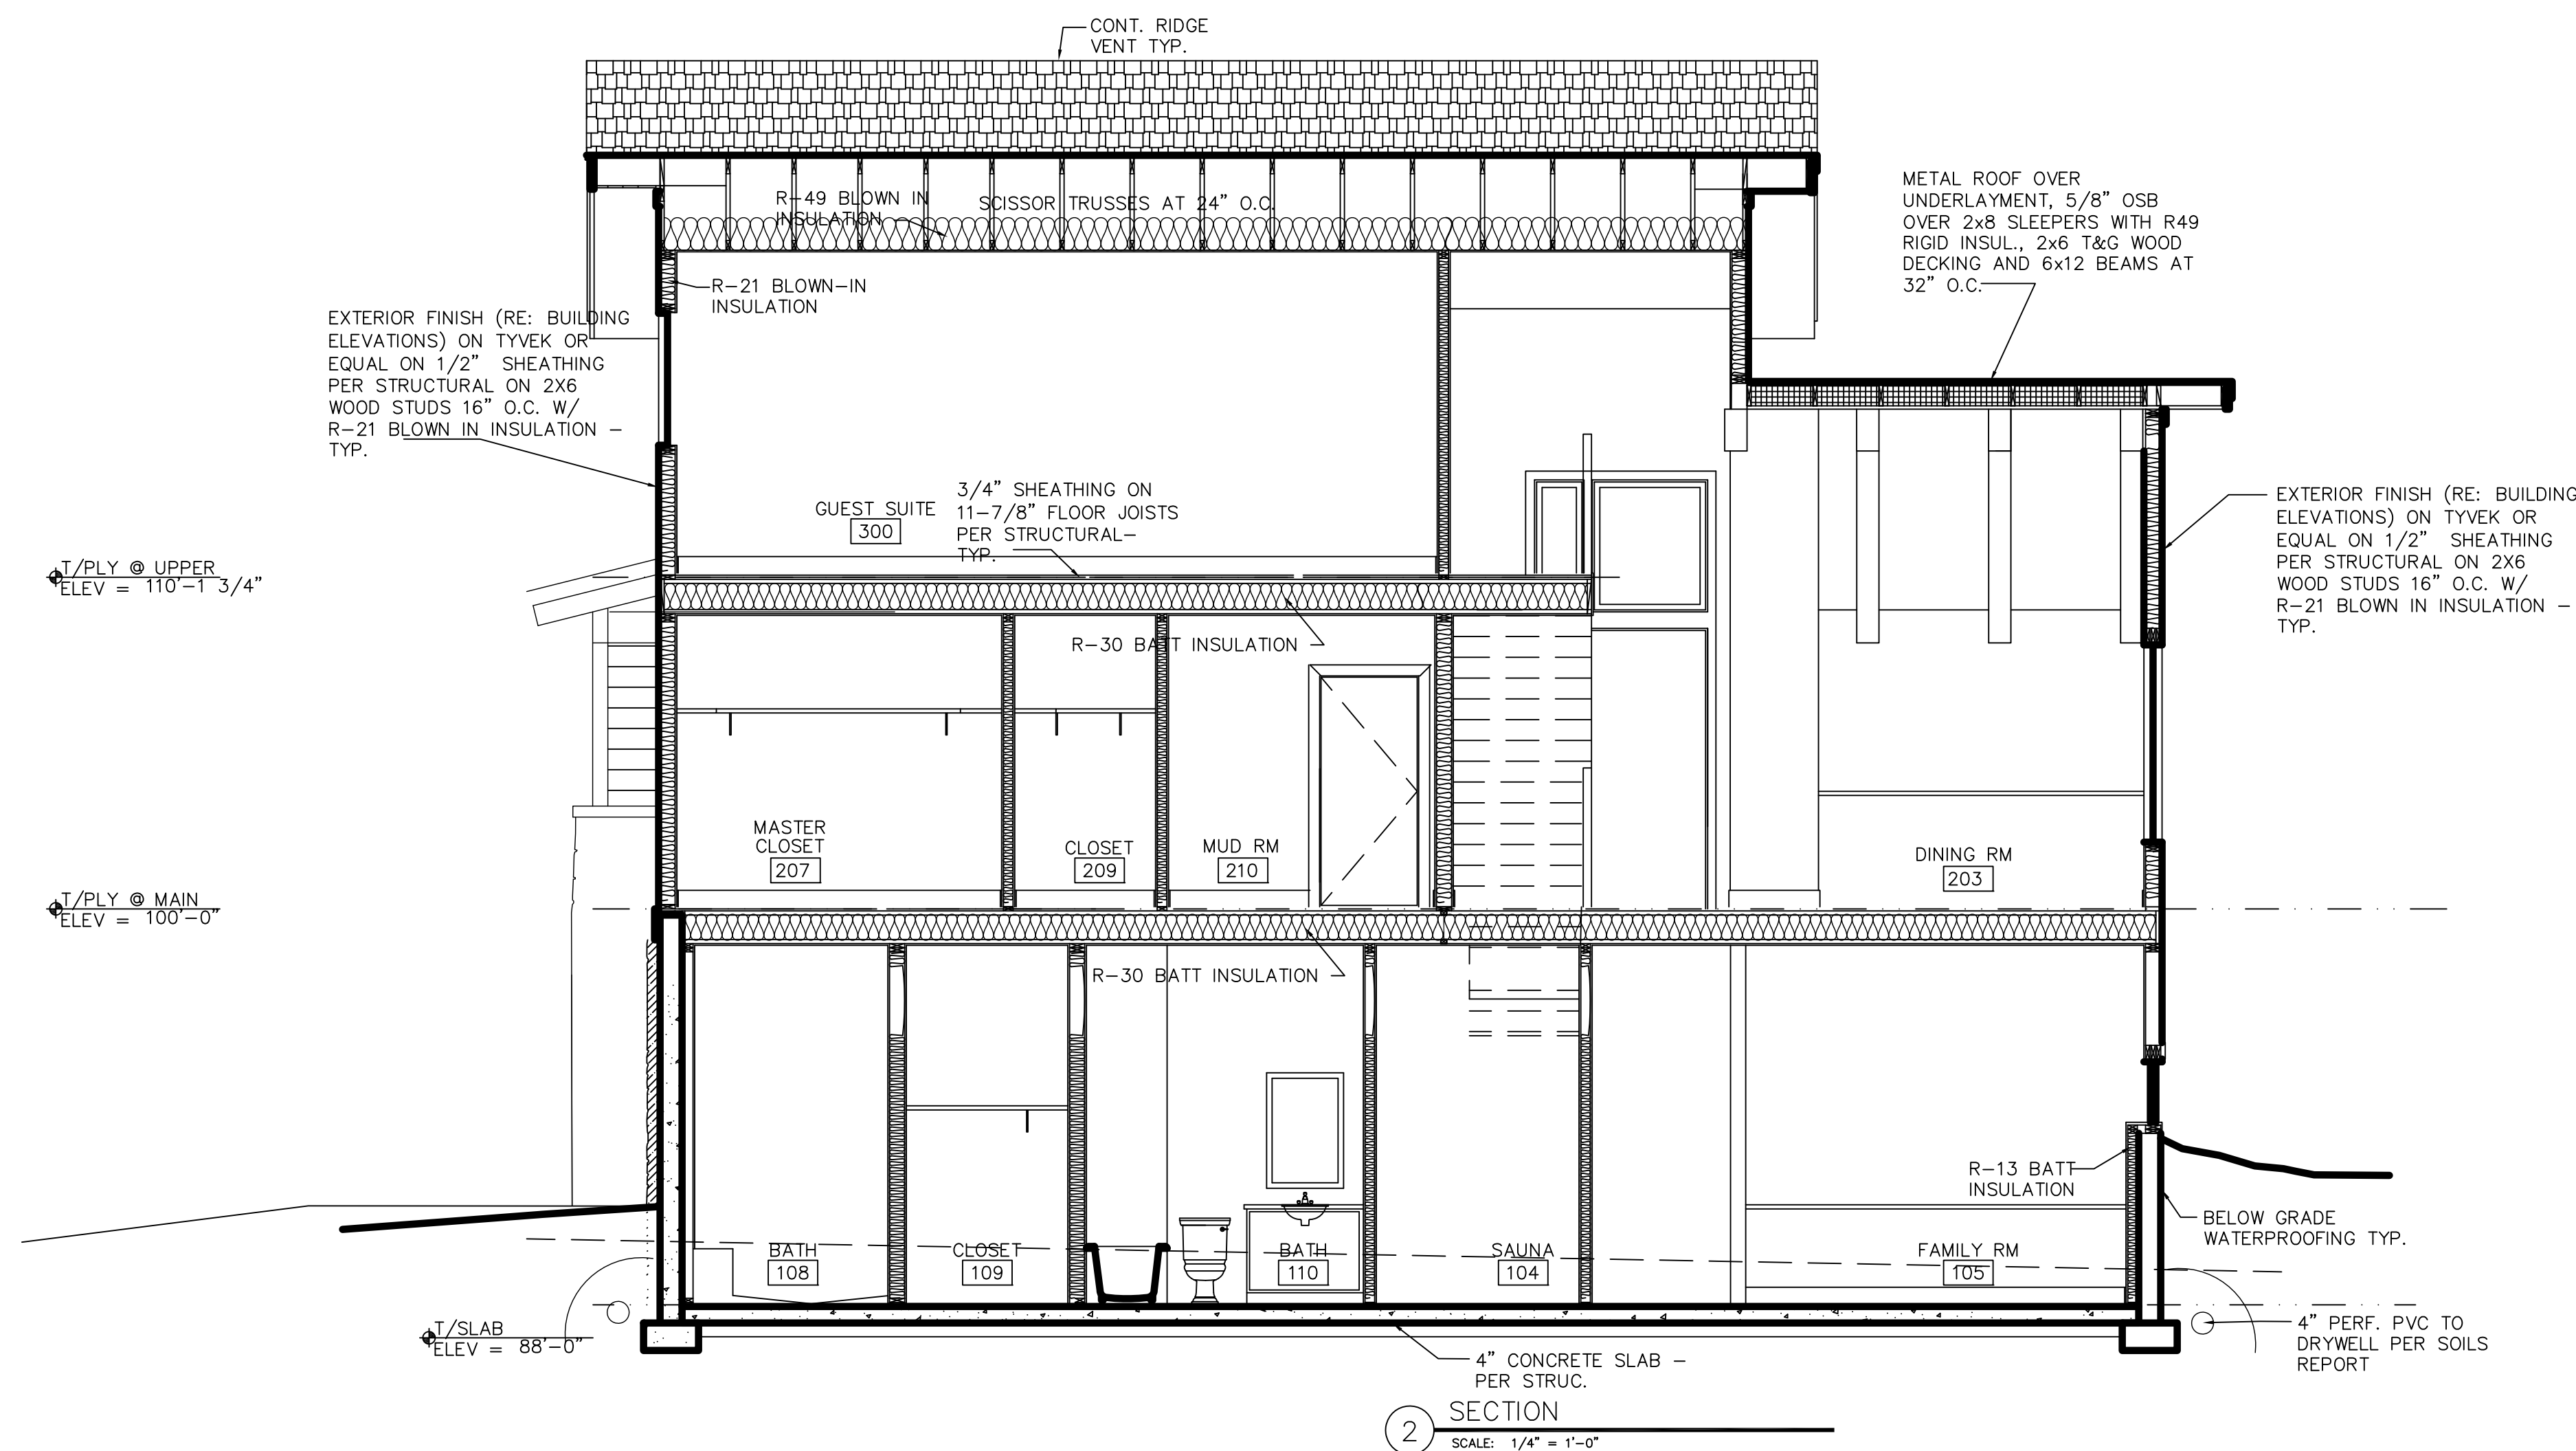 CONT. RIDGE
VENT TYP.
R-49 BLOWN IN
INSULATION
SCISSOR TRUSSES AT 24" O.C.
METAL ROOF OVER
UNDERLAYMENT, 5/8" OSB
OVER 2x8 SLEEPERS WITH R49
RIGID INSUL., 2x6 T&G WOOD
DECKING AND 6x12 BEAMS AT
32" O.C.
R-21 BLOWN-IN
INSULATION
EXTERIOR FINISH (RE: BUILDING
ELEVATIONS) ON TYVEK OR
EQUAL ON 1/2" SHEATHING
PER STRUCTURAL ON 2X6
WOOD STUDS 16" O.C. W/
R-21 BLOWN IN INSULATION -
TYP.
3/4" SHEATHING ON
11-7/8" FLOOR JOISTS
PER STRUCTURAL-
TYP.
GUEST SUITE
300
EXTERIOR FINISH (RE: BUILDING
ELEVATIONS) ON TYVEK OR
EQUAL ON 1/2" SHEATHING
PER STRUCTURAL ON 2X6
WOOD STUDS 16" O.C. W/
R-21 BLOWN IN INSULATION -
TYP.
T/PLY @ UPPER
ELEV = 110'-1 3/4"
R-30 BATT INSULATION
MASTER
CLOSET
207
CLOSET
209
MUD RM
210
DINING RM
203
T/PLY @ MAIN
ELEV = 100'-0"
R-30 BATT INSULATION
R-13 BATT
INSULATION
BELOW GRADE
WATERPROOFING TYP.
BATH
108
CLOSET
109
BATH
110
SAUNA
104
FAMILY RM
105
T/SLAB
ELEV = 88'-0"
4" PERF. PVC TO
DRYWELL PER SOILS
REPORT
4" CONCRETE SLAB -
PER STRUC.
2
SECTION
SCALE: 1/4" = 1'-0"